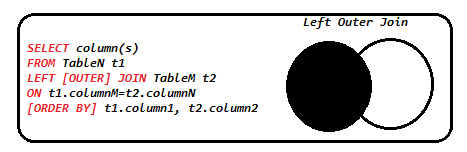 Left Outer Join
SELECT column(s)
FROM TableN t1
LEFT [OUTER] JOIN TableM t2
ON t1.columnM=t2.columnN
[ORDER BY] t1.column1, t2.column2